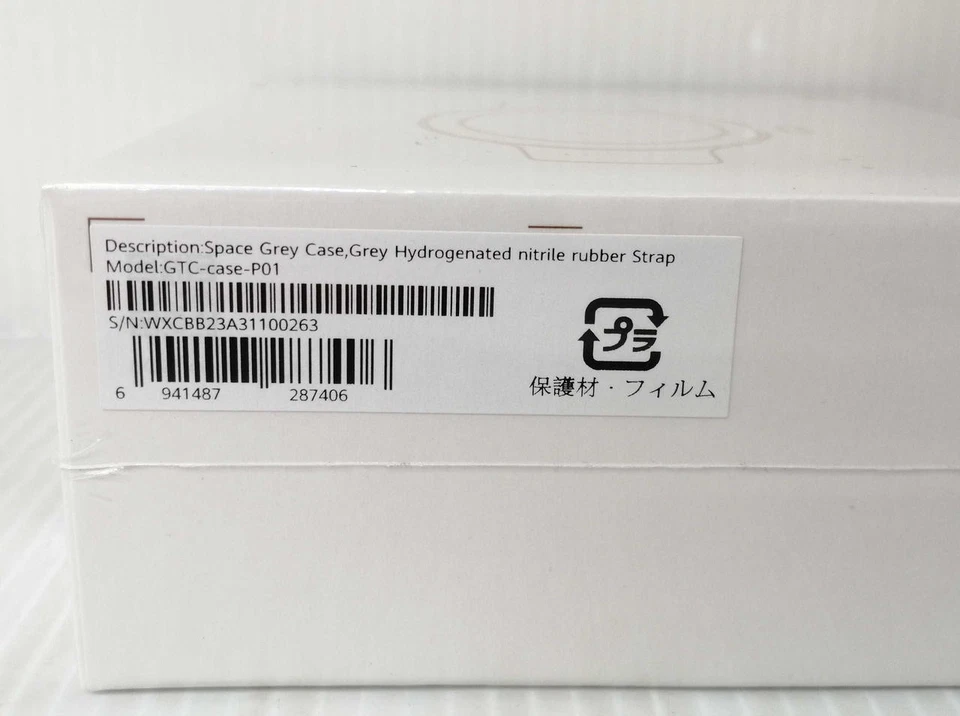 Description:Space Grey Case,Grey Hydrogenated nitrile rubber Strap
Model:GTC-case-P01
S/N:WXCBB23A31100263
6 941487 287406
プラ
保護材・フィルム